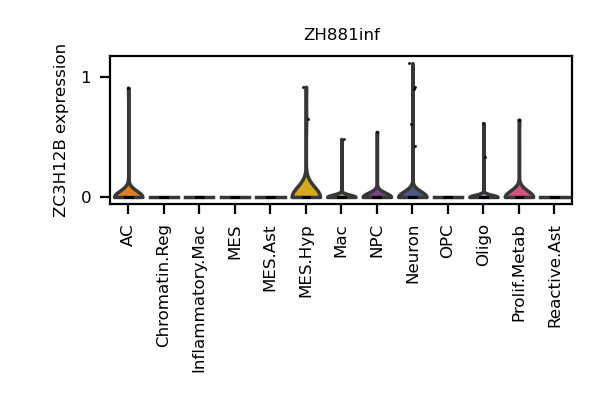 ZH881inf
ZC3H12B expression
1
0
AC
Chromatin.Reg
Inflammatory.Mac
MES
MES.Ast
MES.Hyp
Mac
NPC
Neuron
OPC
Oligo
Prolif.Metab
Reactive.Ast